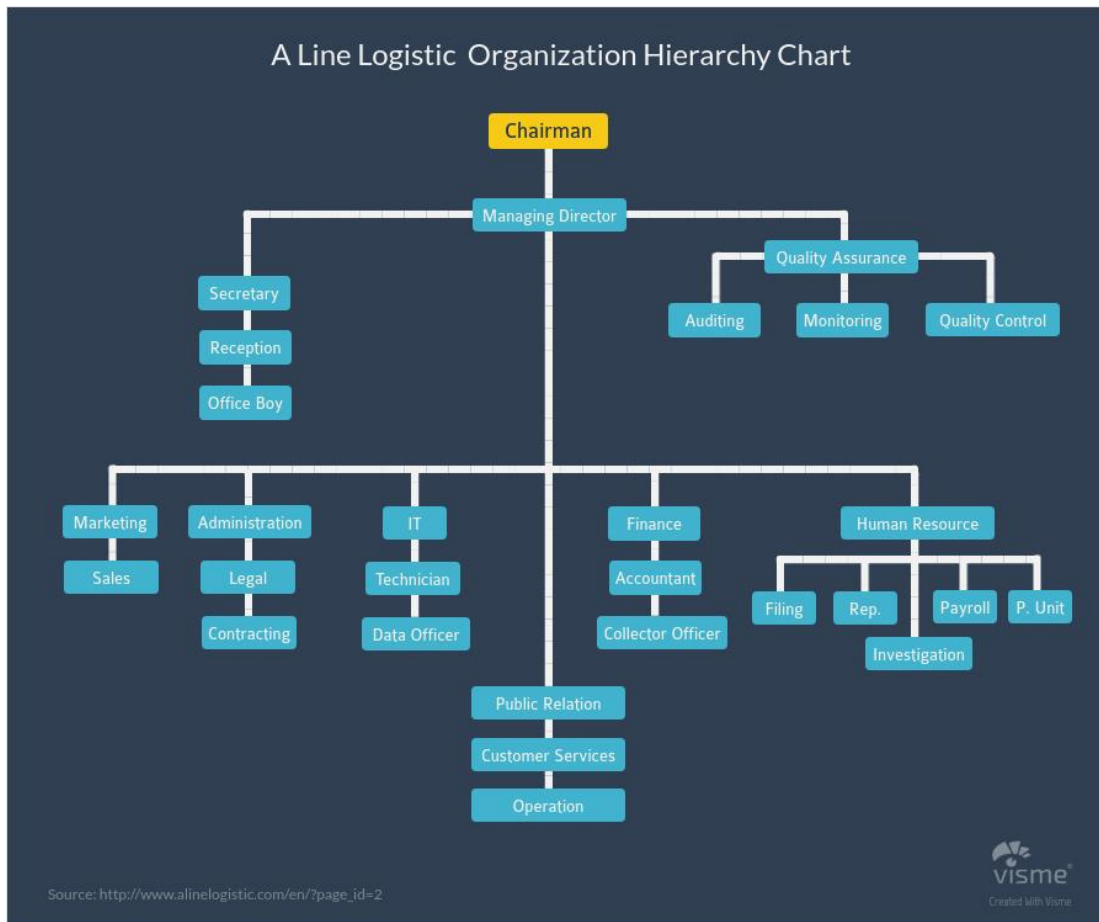 A Line Logistic Organization Hierarchy Chart
Chairman
Managing Director
Quality Assurance
Secretary
Auditing
Monitoring
Quality Control
Reception
Office Boy
Marketing
Administration
IT
Finance
Human Resource
Sales
Legal
Technician
Accountant
Filing
Rep.
Payroll
P. Unit
Contracting
Data Officer
Collector Officer
Investigation
Public Relation
Customer Services
Operation
Source: http://www.alinelogistic.com/en/?page_id=2
visme®
Created With Visme